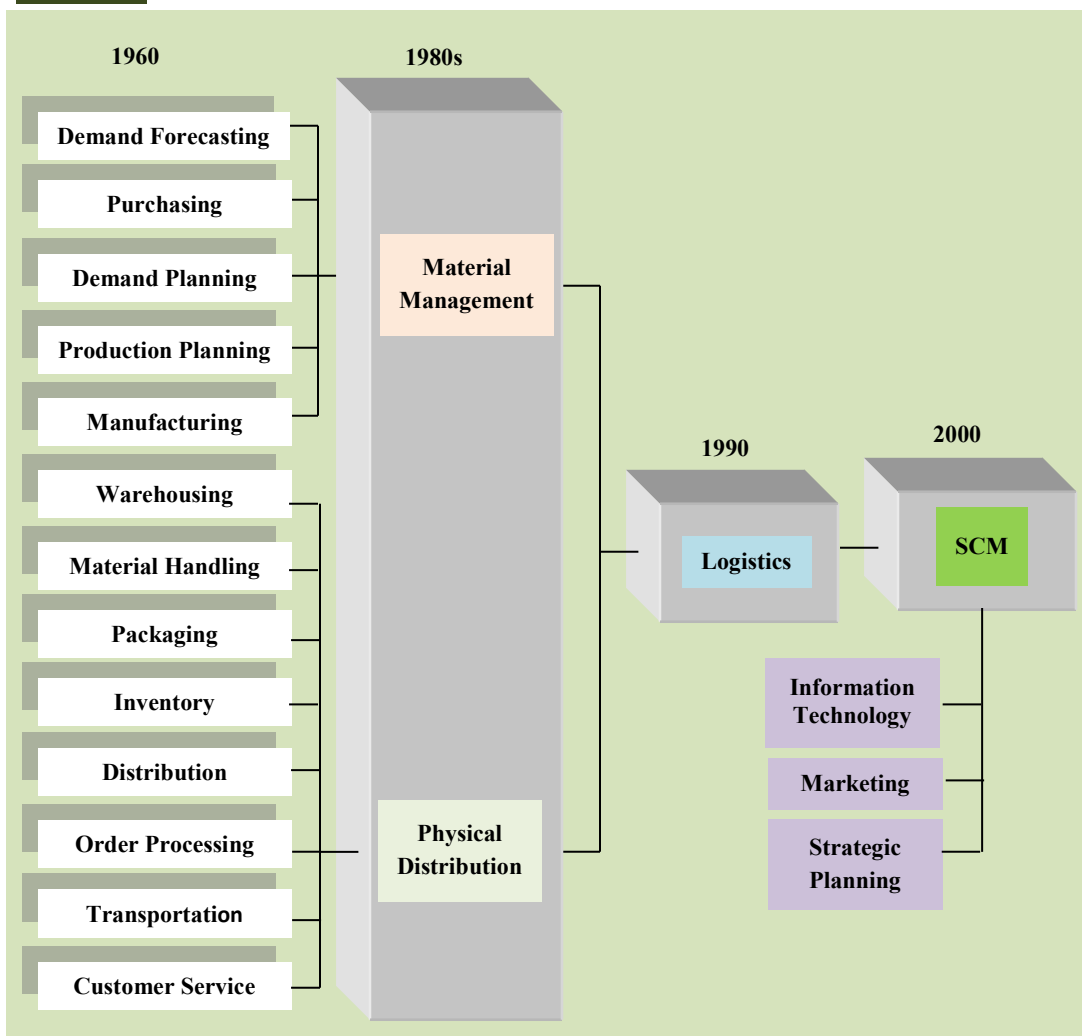 1960
Demand Forecasting
Purchasing
Demand Planning
Production Planning
Manufacturing
Warehousing
Material Handling
Packaging
Inventory
Distribution
Order Processing
Transportation
Customer Service
1980s
Material
Management
Physical
Distribution
1990
Logistics
2000
SCM
Information
Technology
Marketing
Strategic
Planning